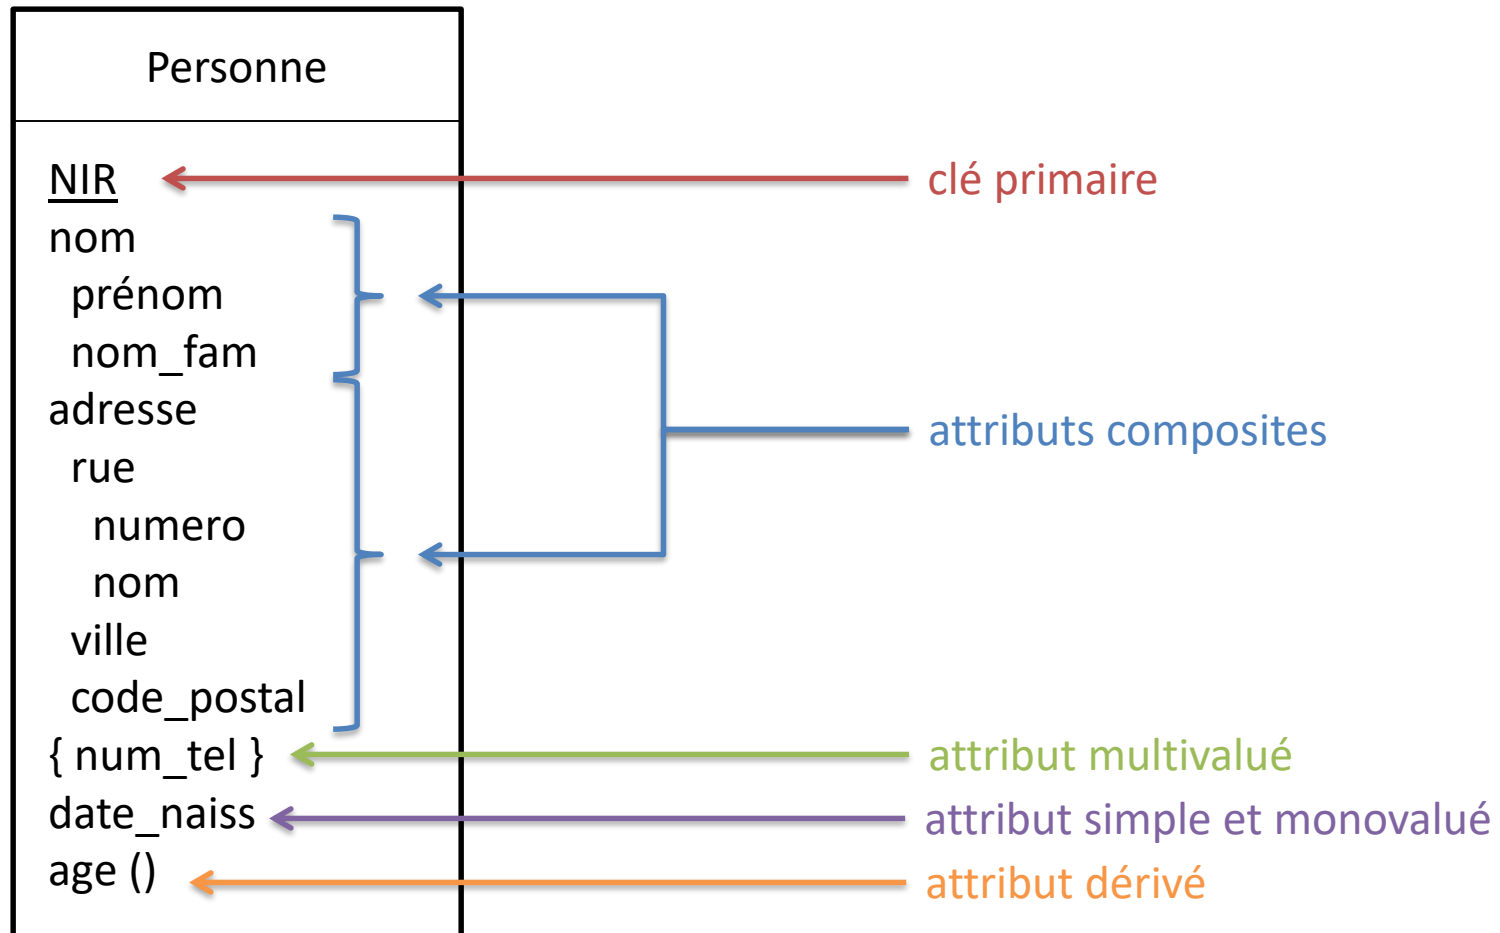 Personne
NIR
clé primaire
nom
prénom
nom_fam
adresse
attributs composites
rue
numero
nom
ville
code_postal
{ num_tel }
attribut multivalué
date_naiss
attribut simple et monovalué
age ()
attribut dérivé